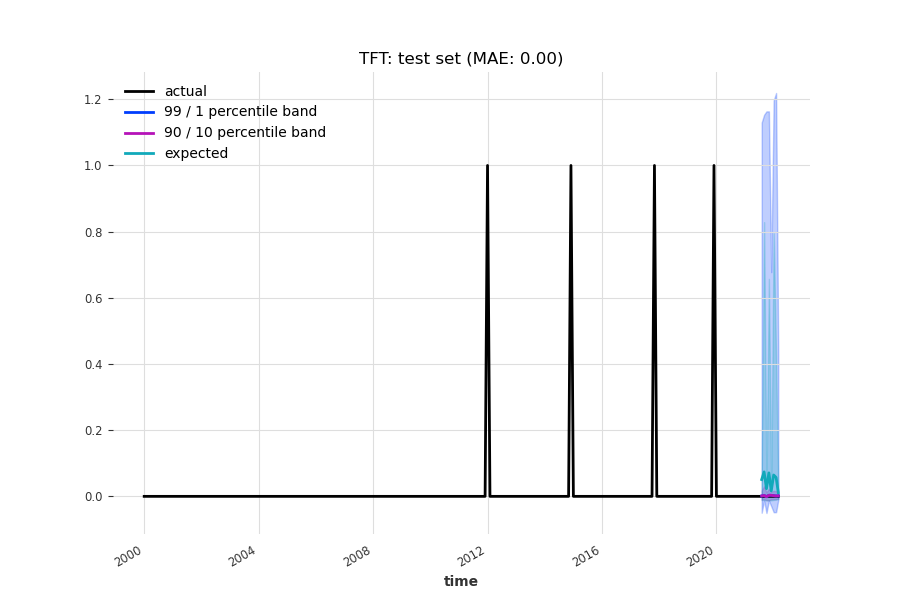 TFT: test set (MAE: 0.00)
actual
99 / 1 percentile band
90 / 10 percentile band
expected
1.2
1.0
0.8
0.6
0.4
0.2
0.0
2000
2004
2008
2012
2016
2020
time